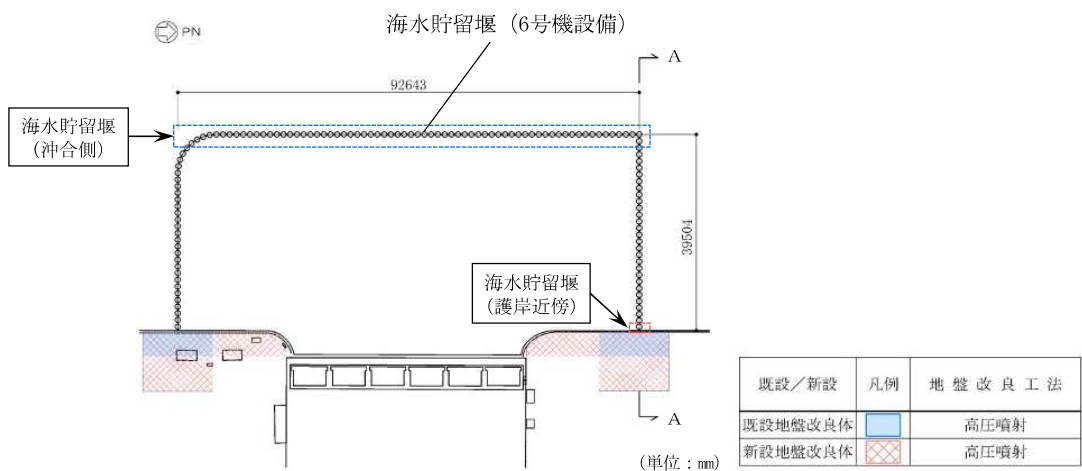 海水貯留堰（6号機設備）
PN
A
92643
海水貯留堰
（沖合側）
39504
海水貯留堰
（護岸近傍）
A
（単位：mm）
既設／新設 凡例 地盤改良工法
既設地盤改良体 高圧噴射
新設地盤改良体 高圧噴射